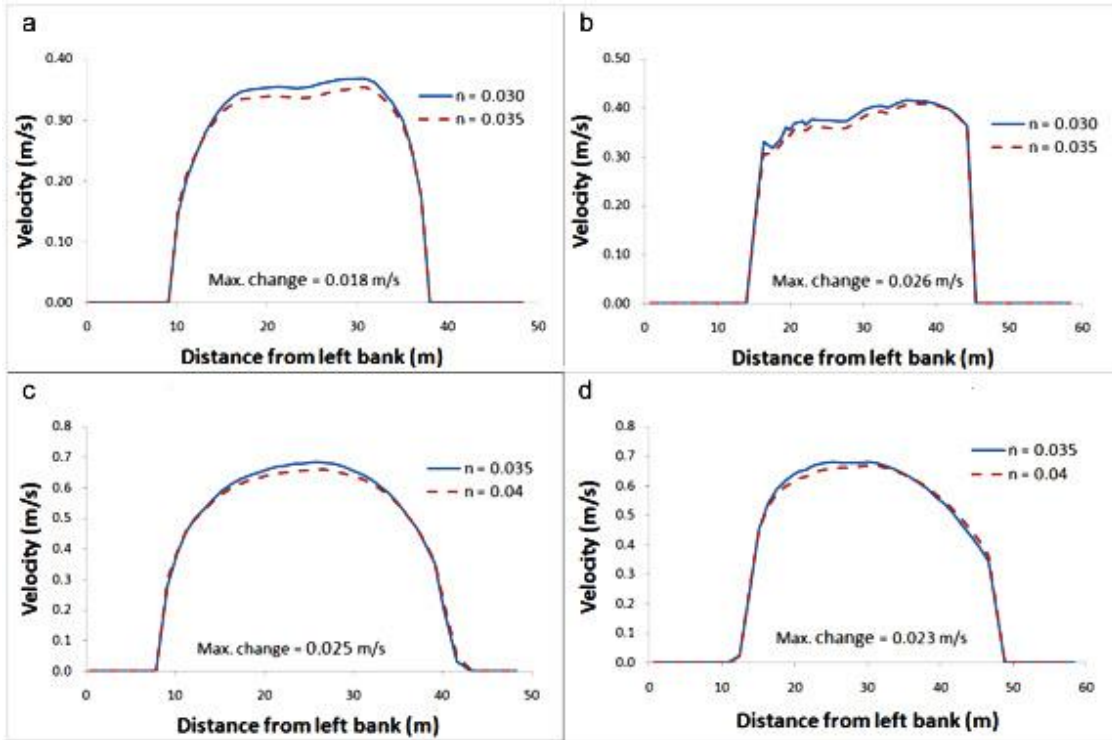 a
Velocity (m/s)
0.40
0.30
0.20
0.10
0.00
0 10 20 30 40 50
Distance from left bank (m)
n = 0.030
n = 0.035
Max. change = 0.018 m/s
b
Velocity (m/s)
0.50
0.40
0.30
0.20
0.10
0.00
0 10 20 30 40 50 60
Distance from left bank (m)
n = 0.030
n = 0.035
Max. change = 0.026 m/s
c
Velocity (m/s)
0.8
0.7
0.6
0.5
0.4
0.3
0.2
0.1
0.0
0 10 20 30 40 50
Distance from left bank (m)
n = 0.035
n = 0.04
Max. change = 0.025 m/s
d
Velocity (m/s)
0.8
0.7
0.6
0.5
0.4
0.3
0.2
0.1
0.0
0 10 20 30 40 50 60
Distance from left bank (m)
n = 0.035
n = 0.04
Max. change = 0.023 m/s